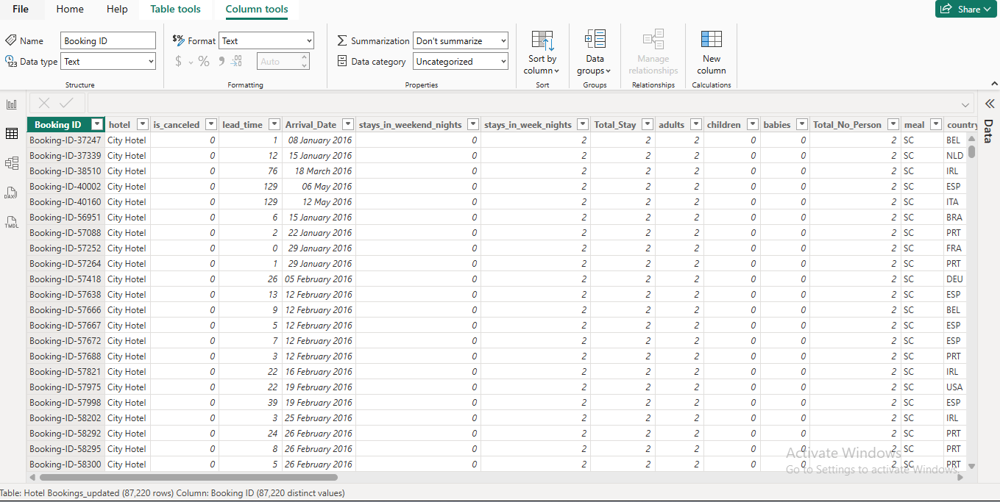 File Home Help Table tools Column tools Share
Name Booking ID $% Format Text Summarization Don't summarize
Data type Text $ % 9 .00 Auto Data category Uncategorized
Sort by column Data groups Manage relationships New column
Structure Formatting Properties Sort Groups Relationships Calculations
Booking ID hotel is_canceled lead_time Arrival_Date stays_in_weekend_nights stays_in_week_nights Total_Stay adults children babies Total_No_Person meal country
Booking-ID-37247 City Hotel 0 1 08 January 2016 0 2 2 2 0 0 2 SC BEL
Booking-ID-37339 City Hotel 0 12 15 January 2016 0 2 2 2 0 0 2 SC NLD
Booking-ID-38510 City Hotel 0 76 18 March 2016 0 2 2 2 0 0 2 SC IRL
Booking-ID-40002 City Hotel 0 129 06 May 2016 0 2 2 2 0 0 2 SC ESP
Booking-ID-40160 City Hotel 0 129 12 May 2016 0 2 2 2 0 0 2 SC ITA
Booking-ID-56951 City Hotel 0 6 15 January 2016 0 2 2 2 0 0 2 SC BRA
Booking-ID-57088 City Hotel 0 2 22 January 2016 0 2 2 2 0 0 2 SC PRT
Booking-ID-57252 City Hotel 0 0 29 January 2016 0 2 2 2 0 0 2 SC FRA
Booking-ID-57264 City Hotel 0 1 29 January 2016 0 2 2 2 0 0 2 SC PRT
Booking-ID-57418 City Hotel 0 26 05 February 2016 0 2 2 2 0 0 2 SC DEU
Booking-ID-57638 City Hotel 0 13 12 February 2016 0 2 2 2 0 0 2 SC ESP
Booking-ID-57666 City Hotel 0 9 12 February 2016 0 2 2 2 0 0 2 SC BEL
Booking-ID-57667 City Hotel 0 5 12 February 2016 0 2 2 2 0 0 2 SC ESP
Booking-ID-57672 City Hotel 0 7 12 February 2016 0 2 2 2 0 0 2 SC ESP
Booking-ID-57688 City Hotel 0 3 12 February 2016 0 2 2 2 0 0 2 SC PRT
Booking-ID-57821 City Hotel 0 22 16 February 2016 0 2 2 2 0 0 2 SC IRL
Booking-ID-57975 City Hotel 0 22 19 February 2016 0 2 2 2 0 0 2 SC USA
Booking-ID-57998 City Hotel 0 39 19 February 2016 0 2 2 2 0 0 2 SC ESP
Booking-ID-58202 City Hotel 0 3 25 February 2016 0 2 2 2 0 0 2 SC IRL
Booking-ID-58292 City Hotel 0 24 26 February 2016 0 2 2 2 0 0 2 SC PRT
Booking-ID-58295 City Hotel 0 8 26 February 2016 0 2 2 2 0 0 2 SC PRT
Booking-ID-58300 City Hotel 0 5 26 February 2016 0 2 2 2 0 0 2 SC PRT
Data
DAX
TMDL
Activate Windows
Go to Settings to activate Windows.
Table: Hotel Bookings_updated (87,220 rows) Column: Booking ID (87,220 distinct values)